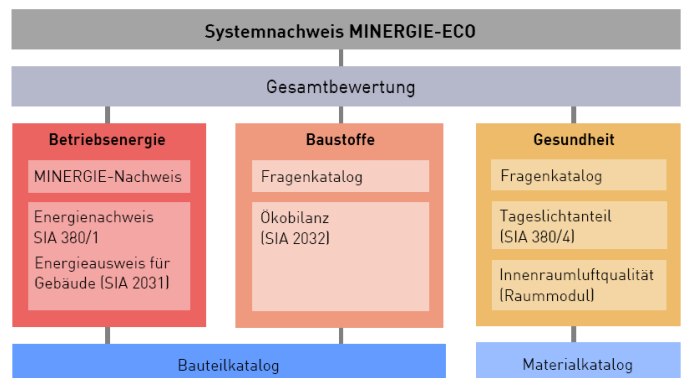 Systemnachweis MINERGIE-ECO
Gesamtbewertung
Betriebsenergie
MINERGIE-Nachweis
Energienachweis
SIA 380/1
Energieausweis für
Gebäude (SIA 2031)
Baustoffe
Fragenkatalog
Ökobilanz
(SIA 2032)
Gesundheit
Fragenkatalog
Tageslichtanteil
(SIA 380/4)
Innenraumluftqualität
(Raummodul)
Bauteilkatalog
Materialkatalog